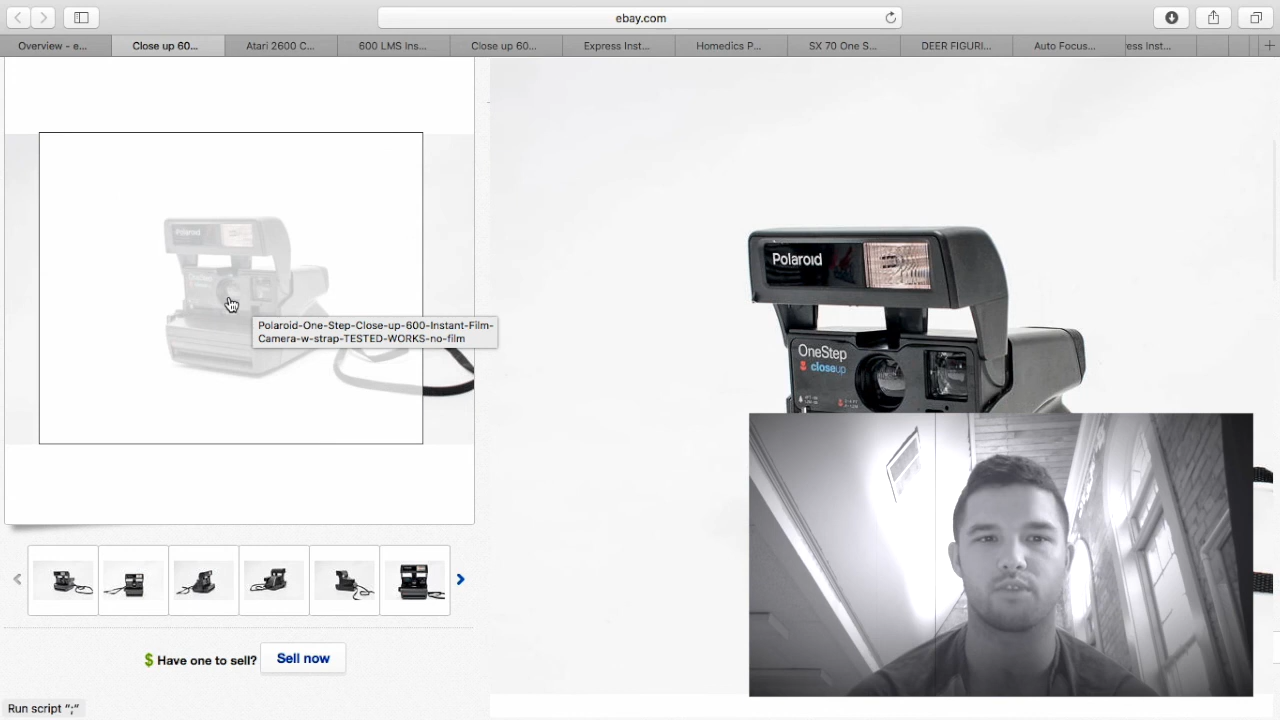 ebay.com
Overview - e...
Close up 60...
Atari 2600 C...
600 LMS Ins...
Close up 60...
Express Inst...
Homedics P...
SX 70 One S...
DEER FIGURI...
Auto Focus...
ess Inst...
Polaroid
Polaroid-One-Step-Close-up-600-Instant-Film-
Camera-w-strap-TESTED-WORKS-no-film
Polaroid
OneStep
closeup
$ Have one to sell?
Sell now
Run script ";"